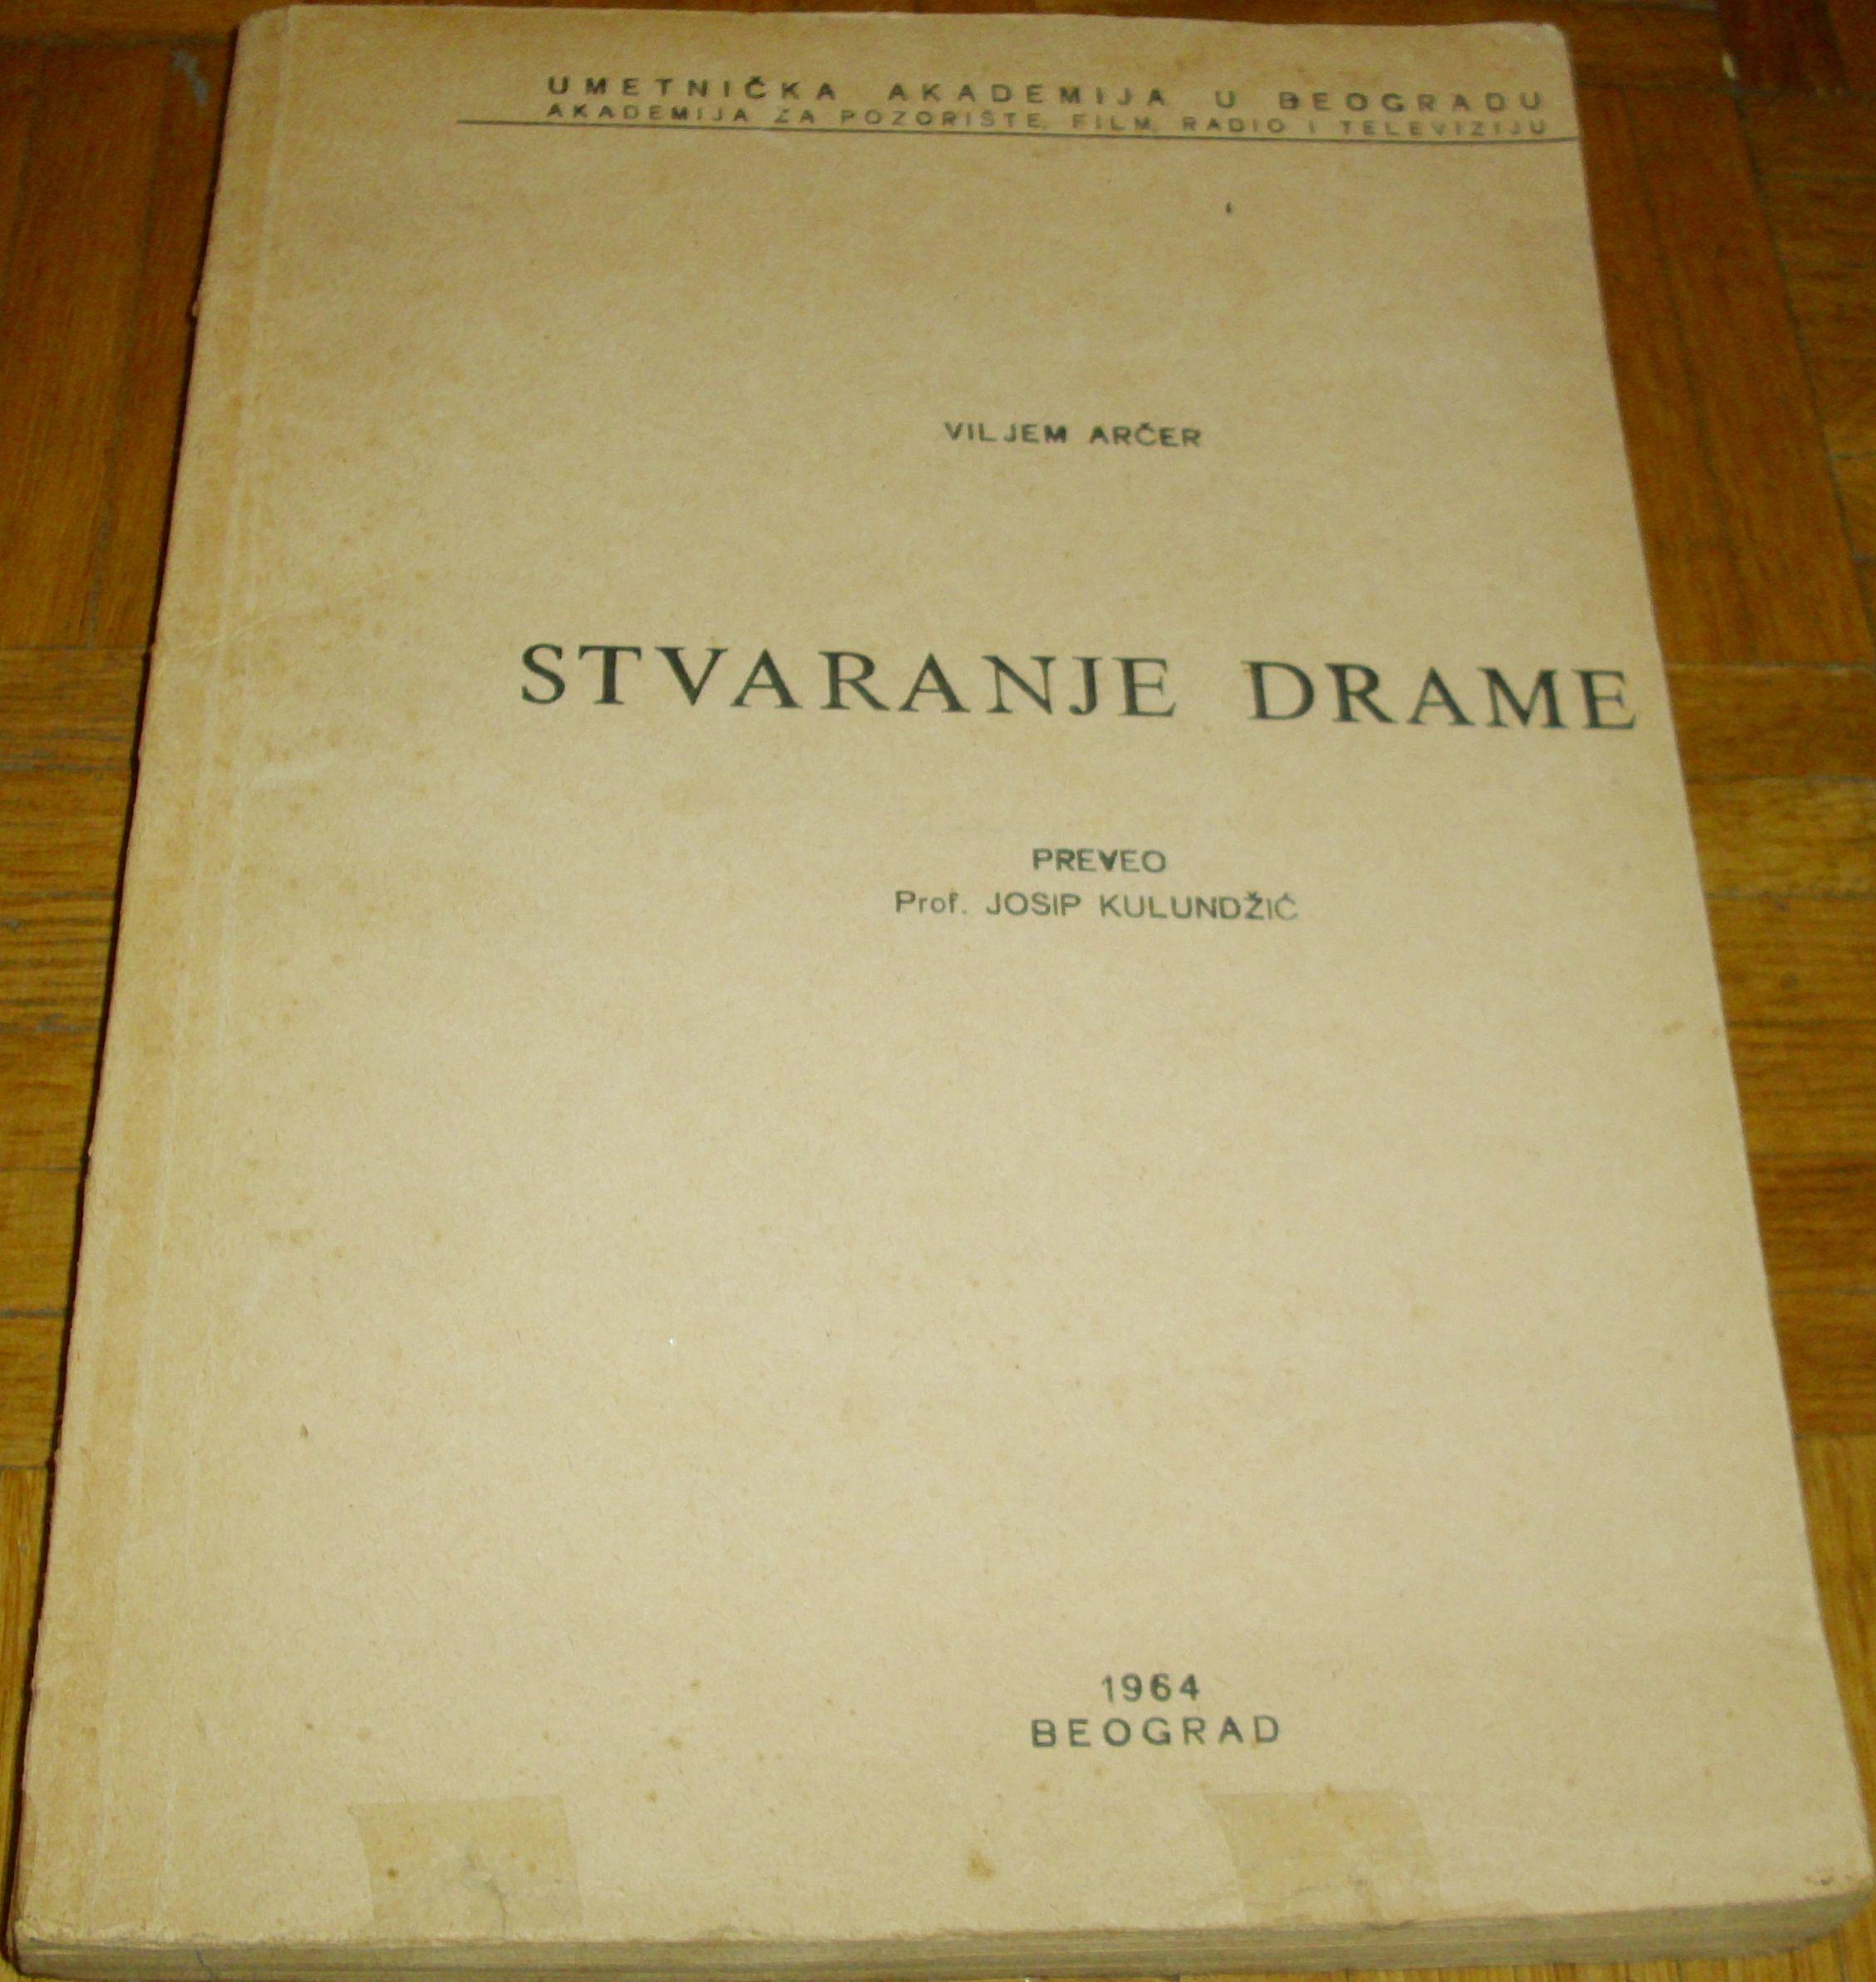 UMETNIČKA AKADEMIJA U BEOGRADU
AKADEMIJA ZA POZORIŠTE, FILM, RADIO I TELEVIZIJU
VILJEM ARČER
STVARANJE DRAME
PREVEO
Prof. JOSIP KULUNDŽIĆ
1964
BEOGRAD